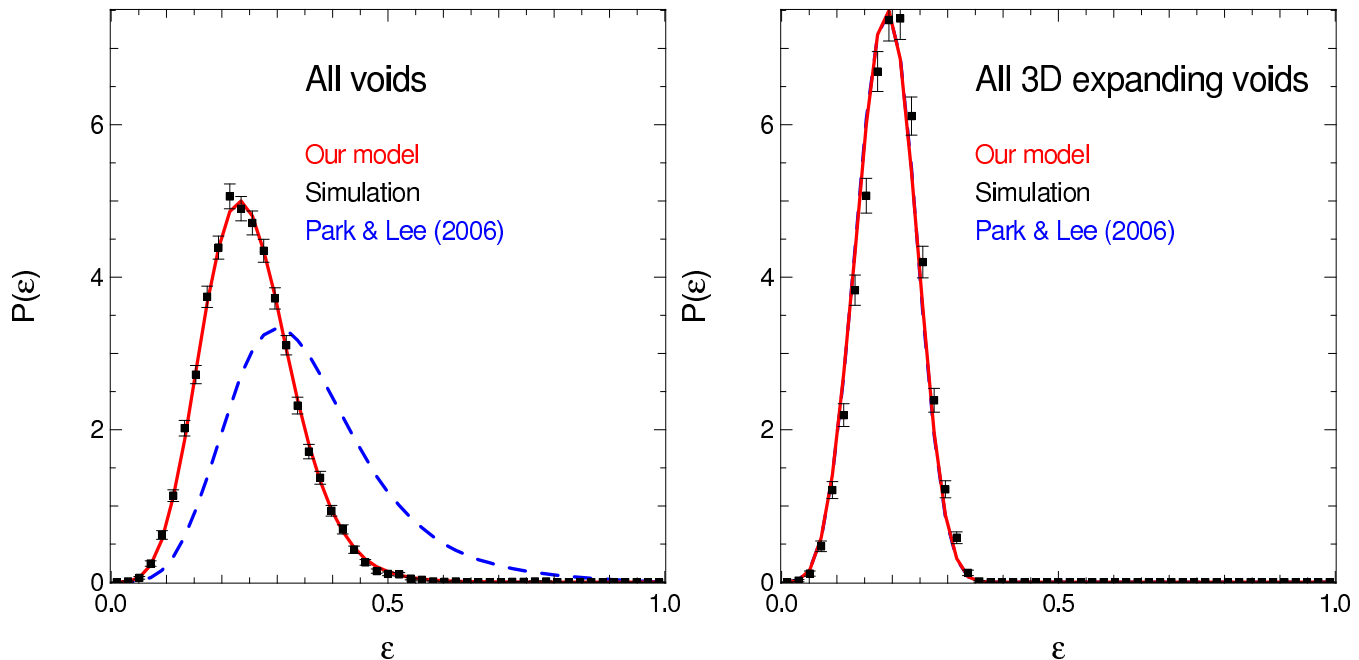 All voids
Our model
Simulation
Park & Lee (2006)
P(ε)
6
4
2
0
0.0
0.5
1.0
ε
All 3D expanding voids
Our model
Simulation
Park & Lee (2006)
P(ε)
6
4
2
0
0.0
0.5
1.0
ε